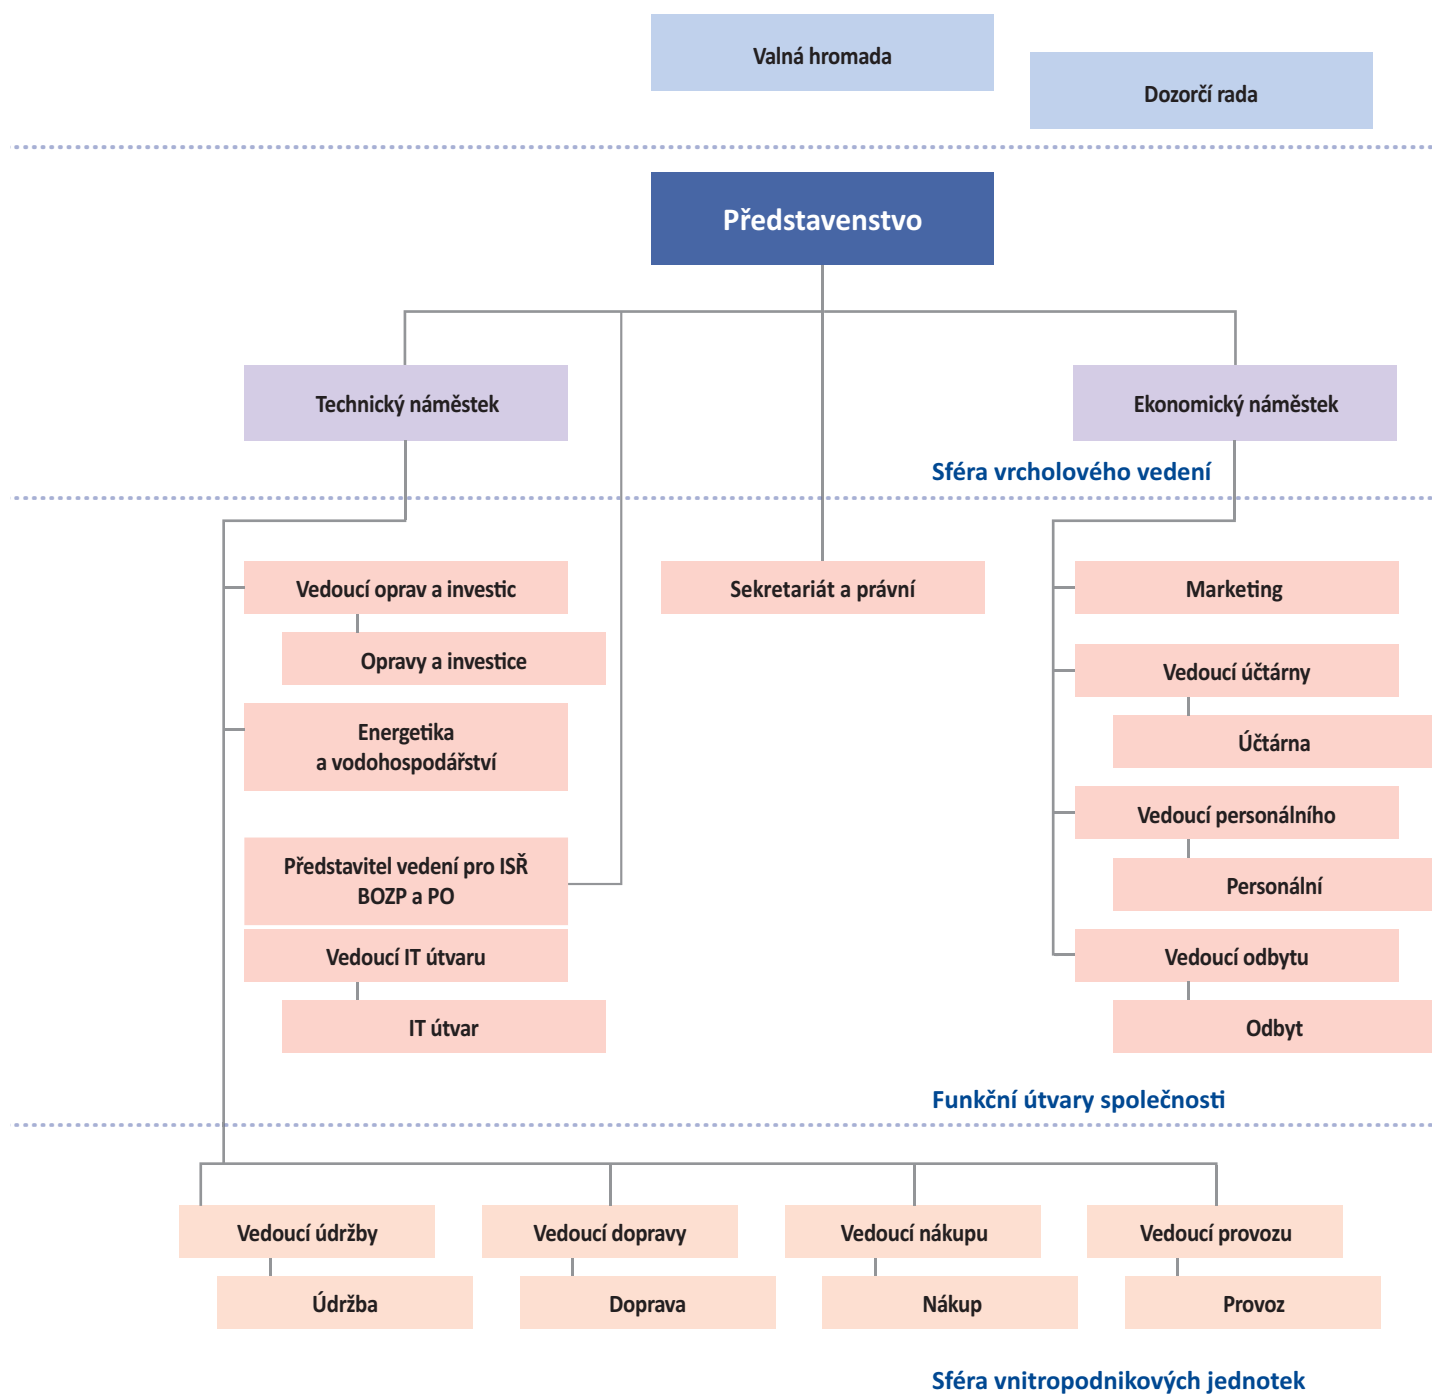 Valná hromada
Dozorčí rada
Představenstvo
Technický náměstek
Ekonomický náměstek
Sféra vrcholového vedení
Vedoucí oprav a investic
Opravy a investice
Energetika
a vodohospodářství
Představitel vedení pro ISŘ
BOZP a PO
Vedoucí IT útvaru
IT útvar
Sekretariát a právní
Marketing
Vedoucí účtárny
Účtárna
Vedoucí personálního
Personální
Vedoucí odbytu
Odbyt
Funkční útvary společnosti
Vedoucí údržby
Údržba
Vedoucí dopravy
Doprava
Vedoucí nákupu
Nákup
Vedoucí provozu
Provoz
Sféra vnitropodnikových jednotek